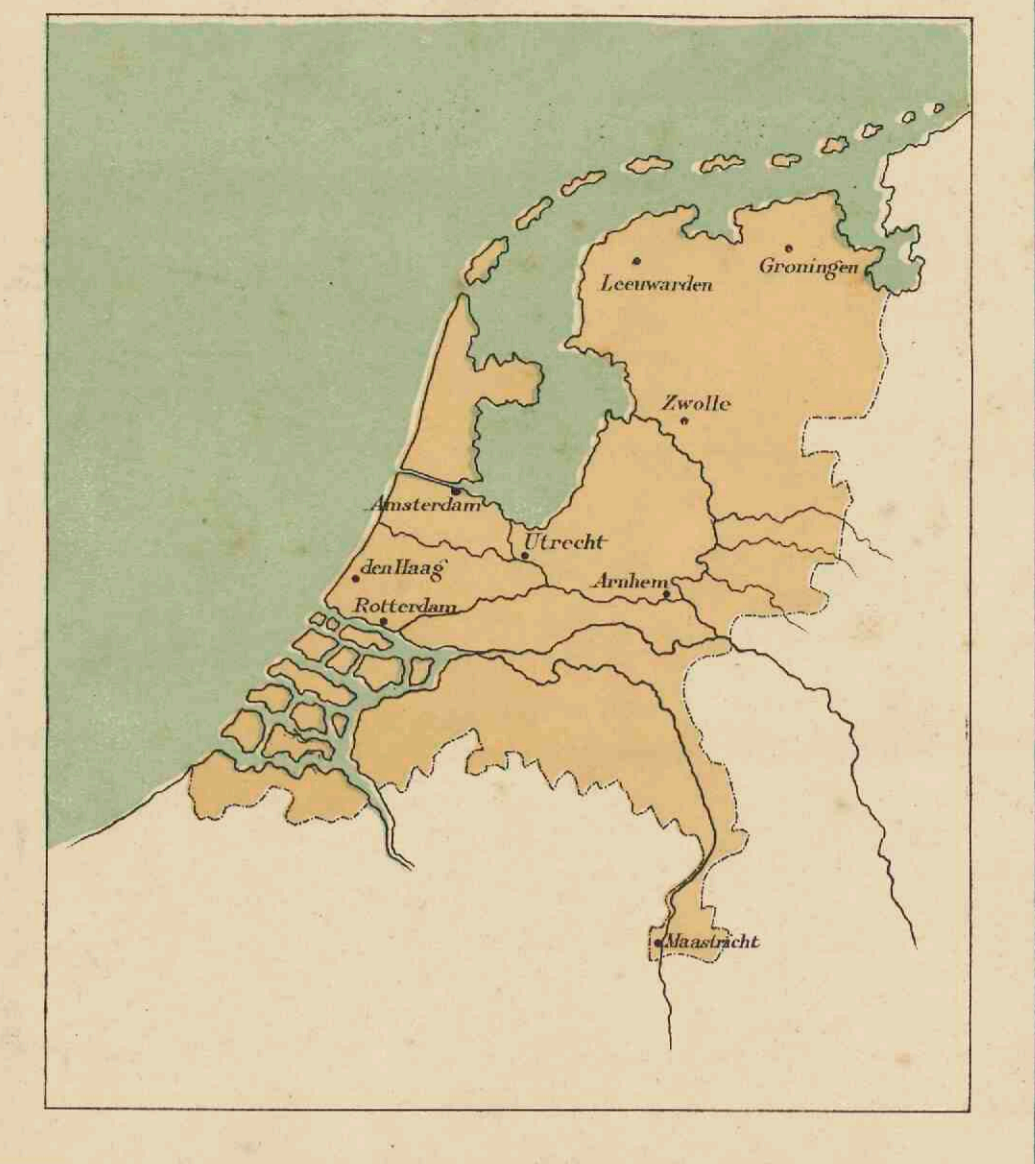 Groningen
Leeuwarden
Zwolle
Amsterdam
Utrecht
den Haag
Arnhem
Rotterdam
Maastricht